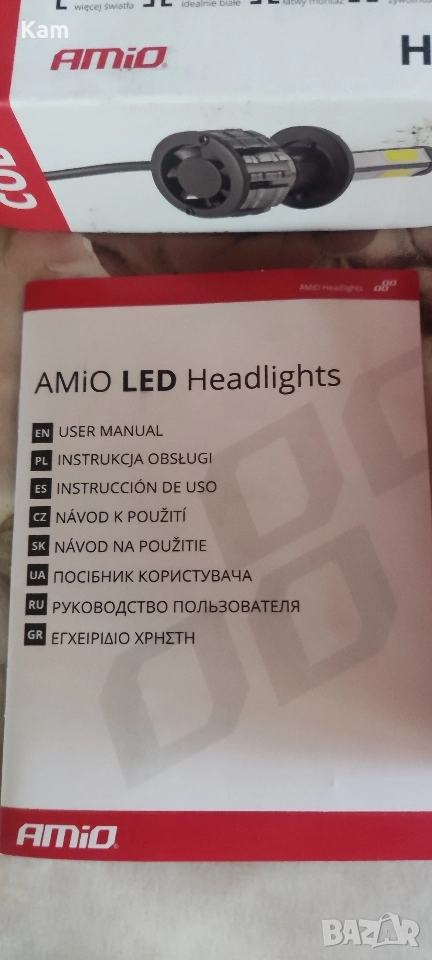 Kam
więcej światła
idealnie białe
łatwy montaż
AMiO
H
COB
AMiO Headlights
AMiO LED Headlights
EN USER MANUAL
PL INSTRUKCJA OBSŁUGI
ES INSTRUCCIÓN DE USO
CZ NÁVOD K POUŽITÍ
SK NÁVOD NA POUŽITIE
UA ПОСІБНИК КОРИСТУВАЧА
RU РУКОВОДСТВО ПОЛЬЗОВАТЕЛЯ
GR ΕΓΧΕΙΡΙΔΙΟ ΧΡΗΣΤΗ
AMiO
BAZAR